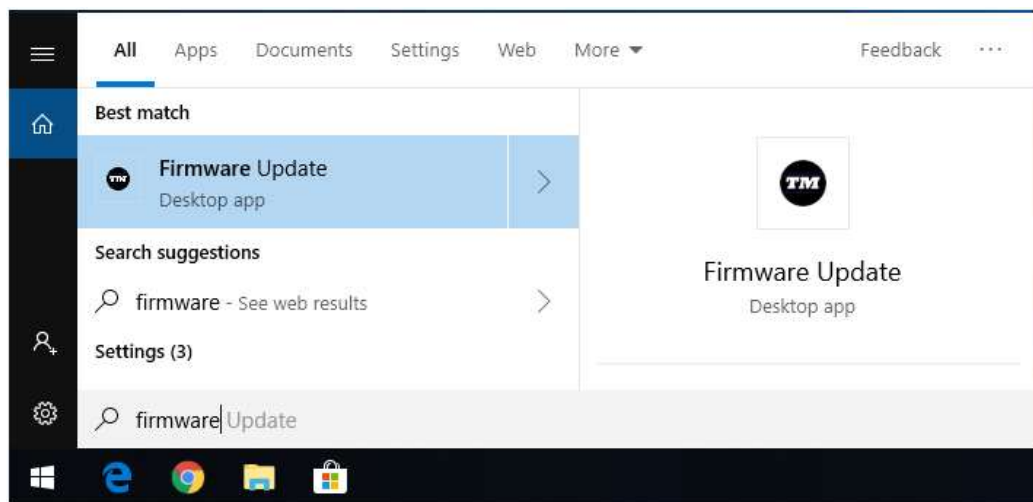 All Apps Documents Settings Web More Feedback ...
Best match
Firmware Update
Desktop app
Search suggestions
firmware - See web results
Settings (3)
firmware Update
TM
TM
Firmware Update
Desktop app